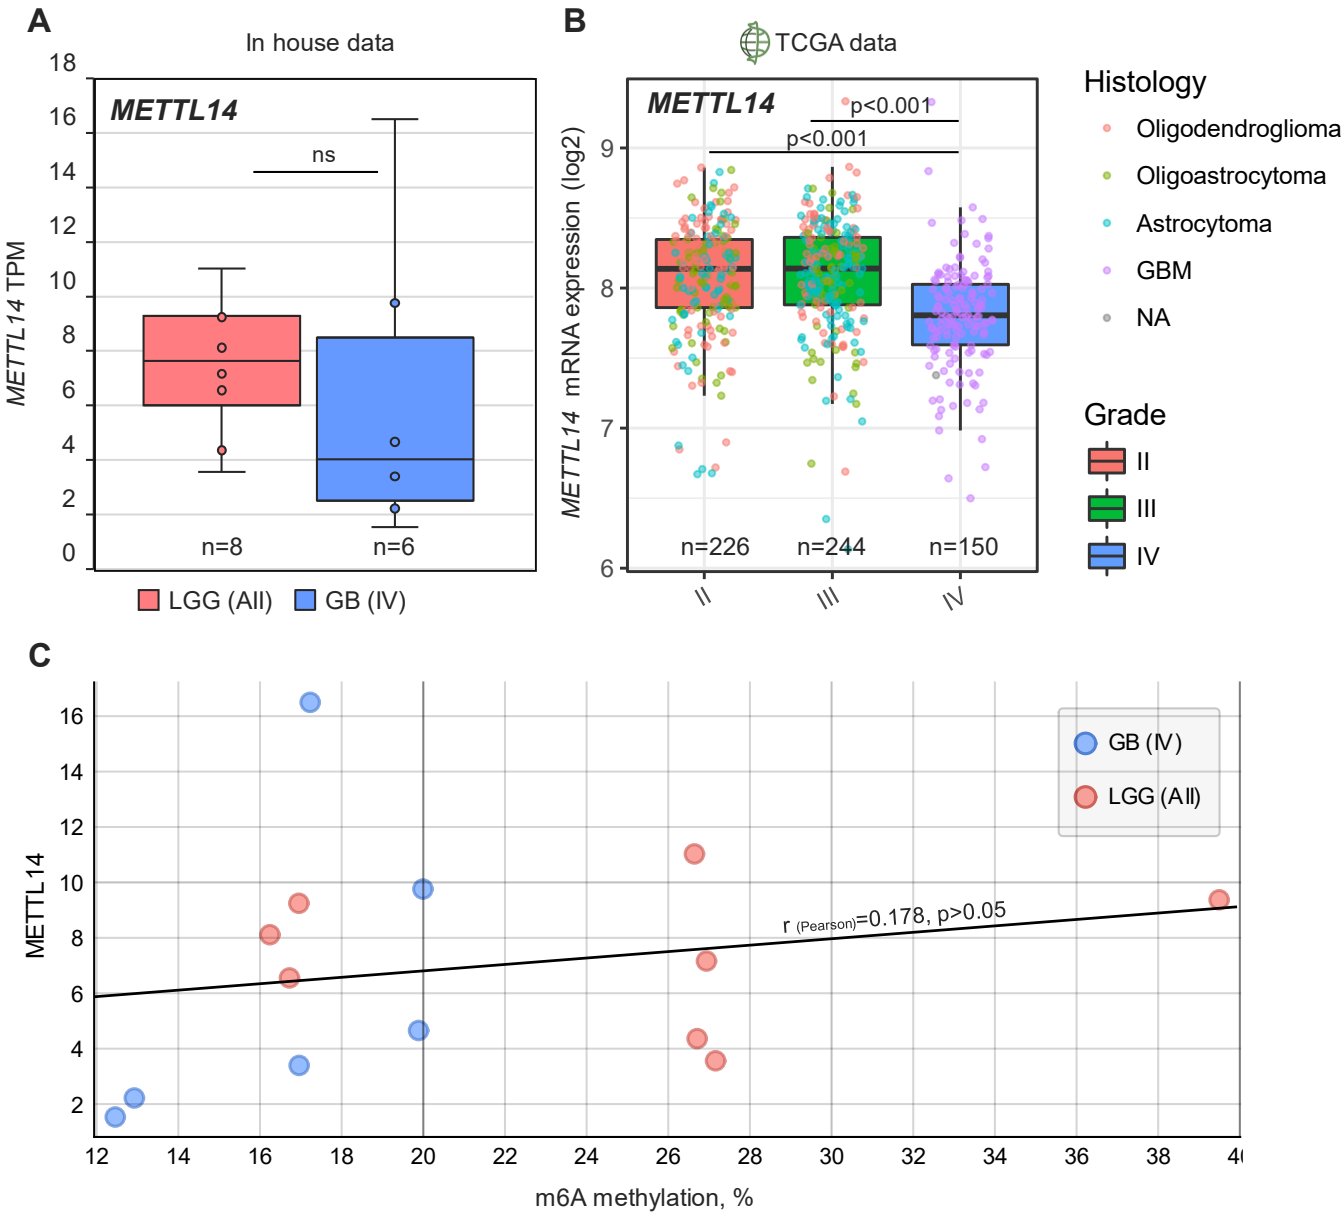 A
In house data
METTL14
ns
18
16
14
12
10
8
6
4
2
0
METTL14 TPM
n=8
n=6
LGG (AII)
GB (IV)
B
TCGA data
METTL14
p<0.001
p<0.001
9
8
7
6
METTL14 mRNA expression (log2)
n=226
n=244
n=150
II
III
IV
Histology
Oligodendroglioma
Oligoastrocytoma
Astrocytoma
GBM
NA
Grade
II
III
IV
C
16
14
12
10
8
6
4
2
METTL14
GB (IV)
LGG (AII)
r (Pearson)=0.178, p>0.05
12 14 16 18 20 22 24 26 28 30 32 34 36 38
m6A methylation, %